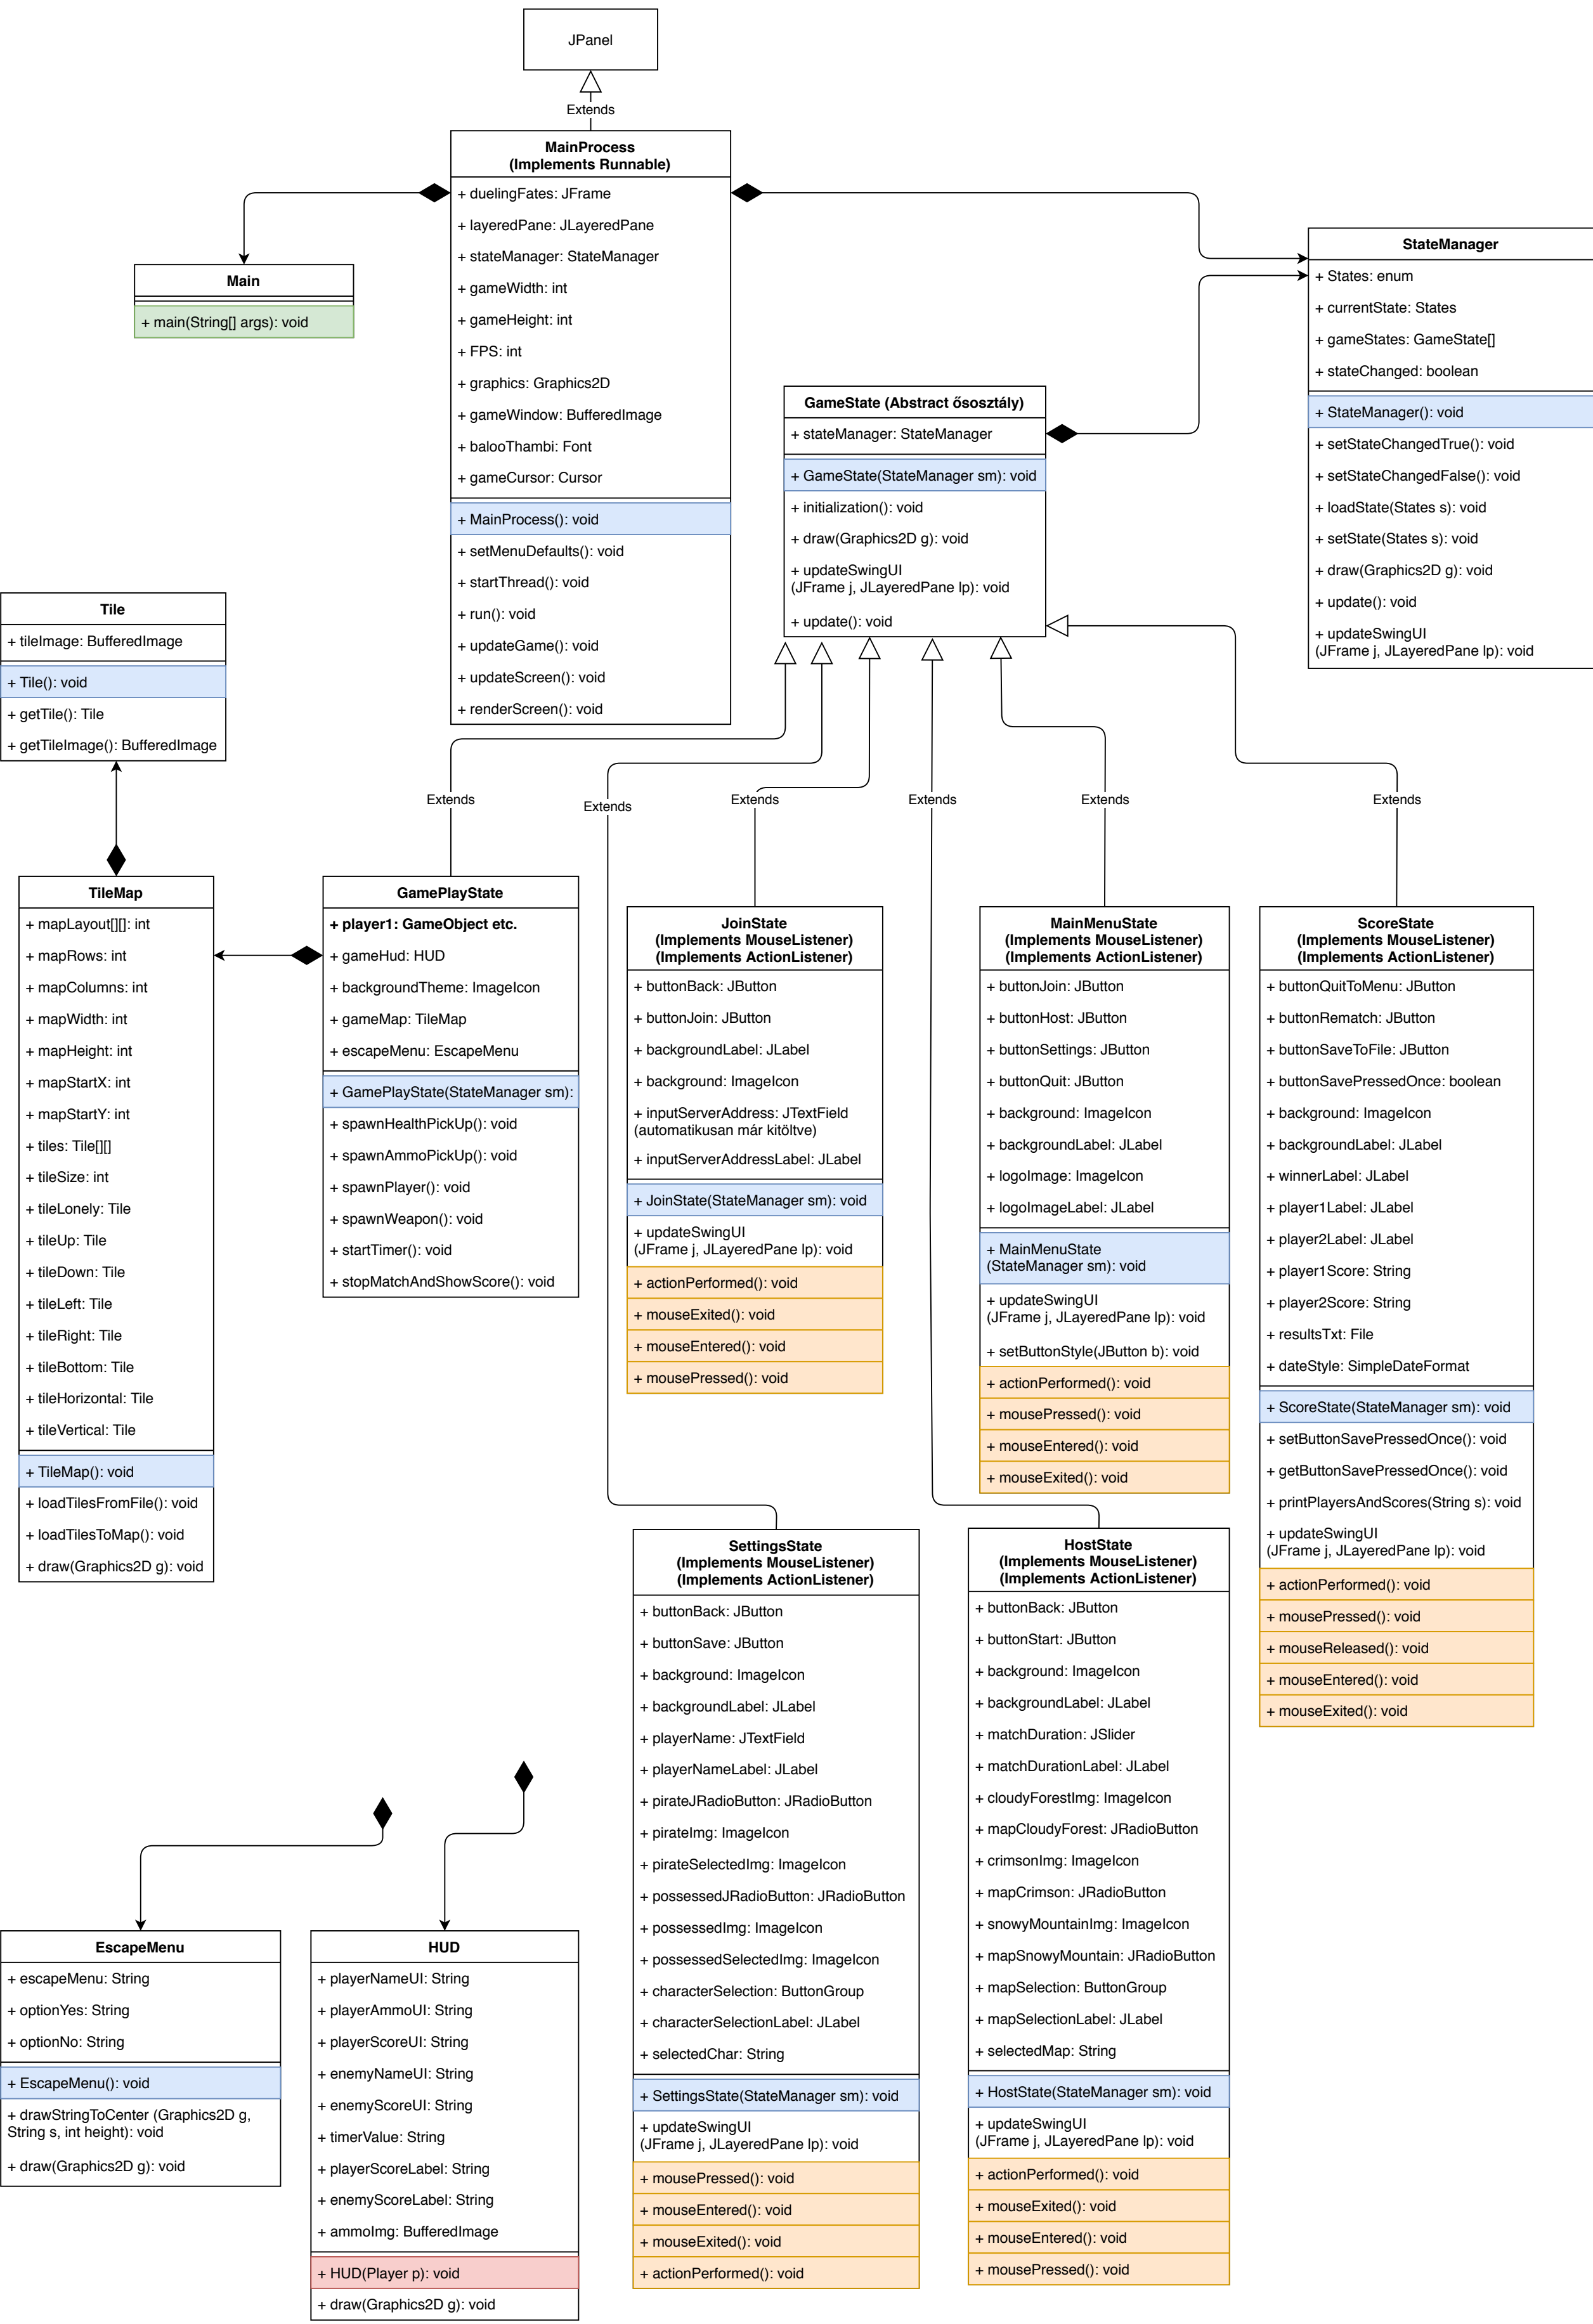 JPanel
Extends
MainProcess
(Implements Runnable)
+ duelingFates: JFrame
+ layeredPane: JLayeredPane
+ stateManager: StateManager
+ gameWidth: int
+ gameHeight: int
+ FPS: int
+ graphics: Graphics2D
+ gameWindow: BufferedImage
+ balooThambi: Font
+ gameCursor: Cursor
+ MainProcess(): void
+ setMenuDefaults(): void
+ startThread(): void
+ run(): void
+ updateGame(): void
+ updateScreen(): void
+ renderScreen(): void
Main
+ main(String[] args): void
StateManager
+ States: enum
+ currentState: States
+ gameStates: GameState[]
+ stateChanged: boolean
+ StateManager(): void
+ setStateChangedTrue(): void
+ setStateChangedFalse(): void
+ loadState(States s): void
+ setState(States s): void
+ draw(Graphics2D g): void
+ update(): void
+ updateSwingUI
(JFrame j, JLayeredPane lp): void
GameState (Abstract ősosztály)
+ stateManager: StateManager
+ GameState(StateManager sm): void
+ initialization(): void
+ draw(Graphics2D g): void
+ updateSwingUI
(JFrame j, JLayeredPane lp): void
+ update(): void
Tile
+ tileImage: BufferedImage
+ Tile(): void
+ getTile(): Tile
+ getTileImage(): BufferedImage
Extends
Extends
Extends
Extends
Extends
Extends
TileMap
+ mapLayout[][]: int
+ mapRows: int
+ mapColumns: int
+ mapWidth: int
+ mapHeight: int
+ mapStartX: int
+ mapStartY: int
+ tiles: Tile[][]
+ tileSize: int
+ tileLonely: Tile
+ tileUp: Tile
+ tileDown: Tile
+ tileLeft: Tile
+ tileRight: Tile
+ tileBottom: Tile
+ tileHorizontal: Tile
+ tileVertical: Tile
+ TileMap(): void
+ loadTilesFromFile(): void
+ loadTilesToMap(): void
+ draw(Graphics2D g): void
GamePlayState
+ player1: GameObject etc.
+ gameHud: HUD
+ backgroundTheme: ImageIcon
+ gameMap: TileMap
+ escapeMenu: EscapeMenu
+ GamePlayState(StateManager sm):
+ spawnHealthPickUp(): void
+ spawnAmmoPickUp(): void
+ spawnPlayer(): void
+ spawnWeapon(): void
+ startTimer(): void
+ stopMatchAndShowScore(): void
JoinState
(Implements MouseListener)
(Implements ActionListener)
+ buttonBack: JButton
+ buttonJoin: JButton
+ backgroundLabel: JLabel
+ background: ImageIcon
+ inputServerAddress: JTextField
(automatikusan már kitöltve)
+ inputServerAddressLabel: JLabel
+ JoinState(StateManager sm): void
+ updateSwingUI
(JFrame j, JLayeredPane lp): void
+ actionPerformed(): void
+ mouseExited(): void
+ mouseEntered(): void
+ mousePressed(): void
MainMenuState
(Implements MouseListener)
(Implements ActionListener)
+ buttonJoin: JButton
+ buttonHost: JButton
+ buttonSettings: JButton
+ buttonQuit: JButton
+ background: ImageIcon
+ backgroundLabel: JLabel
+ logoImage: ImageIcon
+ logoImageLabel: JLabel
+ MainMenuState
(StateManager sm): void
+ updateSwingUI
(JFrame j, JLayeredPane lp): void
+ setButtonStyle(JButton b): void
+ actionPerformed(): void
+ mousePressed(): void
+ mouseEntered(): void
+ mouseExited(): void
ScoreState
(Implements MouseListener)
(Implements ActionListener)
+ buttonQuitToMenu: JButton
+ buttonRematch: JButton
+ buttonSaveToFile: JButton
+ buttonSavePressedOnce: boolean
+ background: ImageIcon
+ backgroundLabel: JLabel
+ winnerLabel: JLabel
+ player1Label: JLabel
+ player2Label: JLabel
+ player1Score: String
+ player2Score: String
+ resultsTxt: File
+ dateStyle: SimpleDateFormat
+ ScoreState(StateManager sm): void
+ setButtonSavePressedOnce(): void
+ getButtonSavePressedOnce(): void
+ printPlayersAndScores(String s): void
+ updateSwingUI
(JFrame j, JLayeredPane lp): void
+ actionPerformed(): void
+ mousePressed(): void
+ mouseReleased(): void
+ mouseEntered(): void
+ mouseExited(): void
SettingsState
(Implements MouseListener)
(Implements ActionListener)
+ buttonBack: JButton
+ buttonSave: JButton
+ background: ImageIcon
+ backgroundLabel: JLabel
+ playerName: JTextField
+ playerNameLabel: JLabel
+ pirateJRadioButton: JRadioButton
+ pirateImg: ImageIcon
+ pirateSelectedImg: ImageIcon
+ possessedJRadioButton: JRadioButton
+ possessedImg: ImageIcon
+ possessedSelectedImg: ImageIcon
+ characterSelection: ButtonGroup
+ characterSelectionLabel: JLabel
+ selectedChar: String
+ SettingsState(StateManager sm): void
+ updateSwingUI
(JFrame j, JLayeredPane lp): void
+ mousePressed(): void
+ mouseEntered(): void
+ mouseExited(): void
+ actionPerformed(): void
HostState
(Implements MouseListener)
(Implements ActionListener)
+ buttonBack: JButton
+ buttonStart: JButton
+ background: ImageIcon
+ backgroundLabel: JLabel
+ matchDuration: JSlider
+ matchDurationLabel: JLabel
+ cloudyForestImg: ImageIcon
+ mapCloudyForest: JRadioButton
+ crimsonImg: ImageIcon
+ mapCrimson: JRadioButton
+ snowyMountainImg: ImageIcon
+ mapSnowyMountain: JRadioButton
+ mapSelection: ButtonGroup
+ mapSelectionLabel: JLabel
+ selectedMap: String
+ HostState(StateManager sm): void
+ updateSwingUI
(JFrame j, JLayeredPane lp): void
+ actionPerformed(): void
+ mouseExited(): void
+ mouseEntered(): void
+ mousePressed(): void
EscapeMenu
+ escapeMenu: String
+ optionYes: String
+ optionNo: String
+ EscapeMenu(): void
+ drawStringToCenter (Graphics2D g,
String s, int height): void
+ draw(Graphics2D g): void
HUD
+ playerNameUI: String
+ playerAmmoUI: String
+ playerScoreUI: String
+ enemyNameUI: String
+ enemyScoreUI: String
+ timerValue: String
+ playerScoreLabel: String
+ enemyScoreLabel: String
+ ammoImg: BufferedImage
+ HUD(Player p): void
+ draw(Graphics2D g): void